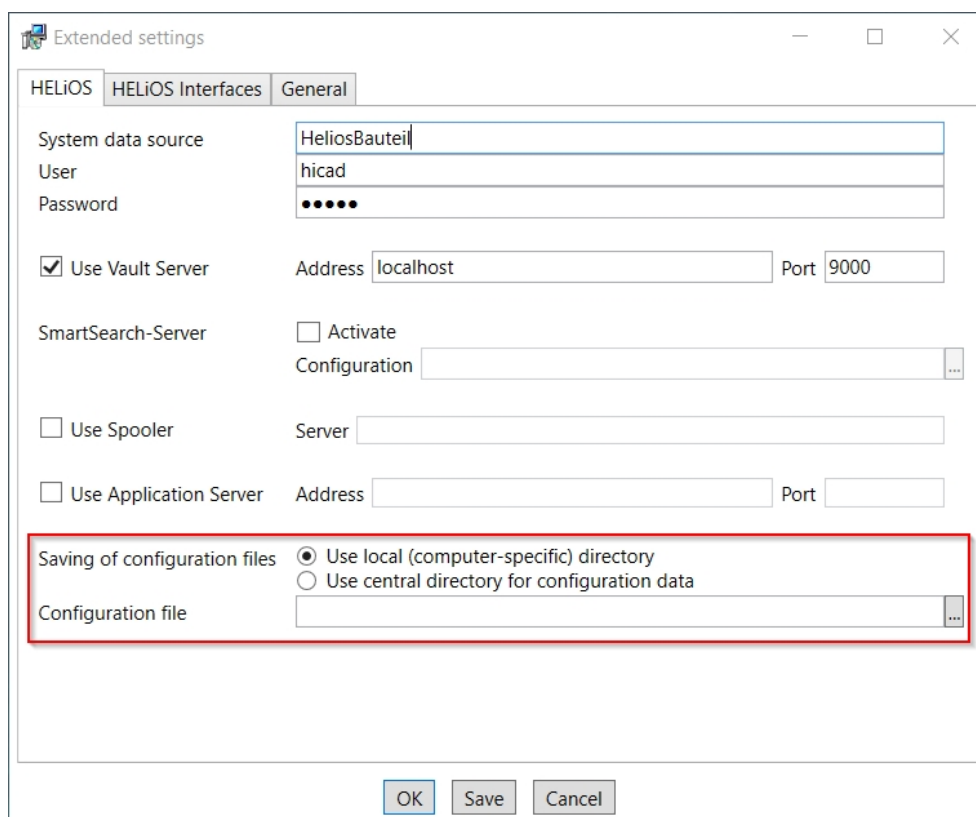 Extended settings
HELiOS HELiOS Interfaces General
System data source HeliosBauteil
User hicad
Password ●●●●●
Use Vault Server Address localhost Port 9000
SmartSearch-Server Activate
Configuration ...
Use Spooler Server
Use Application Server Address Port
Saving of configuration files Use local (computer-specific) directory
Use central directory for configuration data
Configuration file ...
OK Save Cancel